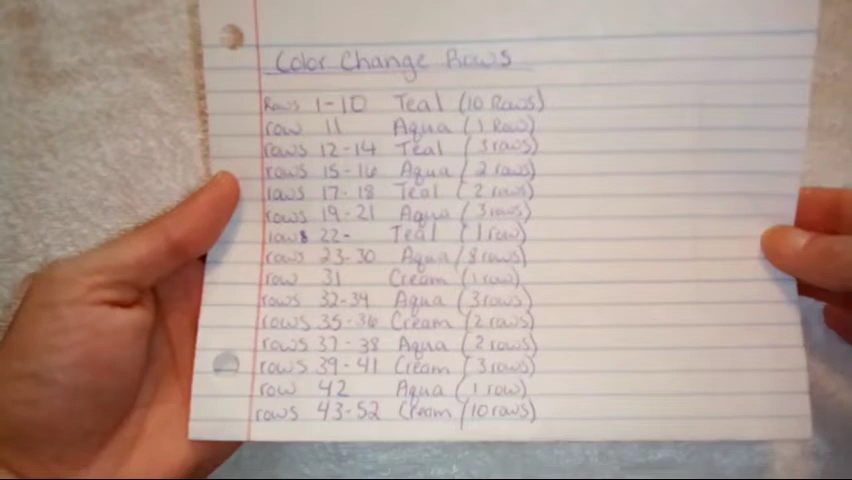 Color Change Rows
Rows 1-10 Teal (10 Rows)
row 11 Aqua (1 Row)
rows 12-14 Teal (3 rows)
rows 15-16 Aqua (2 rows)
rows 17-18 Teal (2 rows)
rows 19-21 Aqua (3 rows)
rows 22- Teal (1 row)
rows 23-30 Aqua (8 rows)
row 31 Cream (1 row)
rows 32-34 Aqua (3 rows)
rows 35-36 Cream (2 rows)
rows 37-38 Aqua (2 rows)
rows 39-41 Cream (3 rows)
row 42 Aqua (1 row)
rows 43-52 Cream (10 rows)